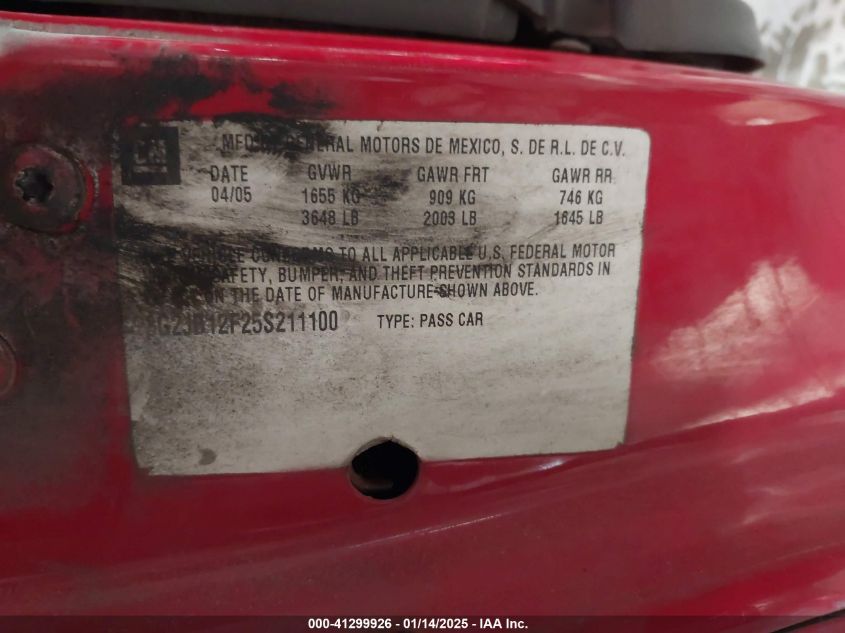 GM
MFD GENERAL MOTORS DE MEXICO, S. DE R.L. DE C.V.
DATE GVWR GAWR FRT GAWR RR
04/05 1655 KG 909 KG 746 KG
3648 LB 2003 LB 1645 LB
VEHICLE CONFORMS TO ALL APPLICABLE U.S. FEDERAL MOTOR
SAFETY, BUMPER, AND THEFT PREVENTION STANDARDS IN
ON THE DATE OF MANUFACTURE SHOWN ABOVE.
G2JB12F25S211100 TYPE: PASS CAR
000-41299926 / 01/14/2025 - IAA Inc.